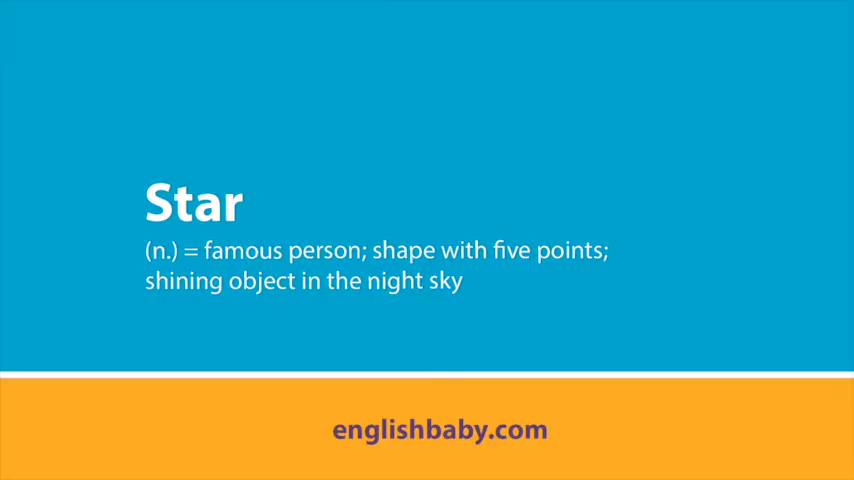 Star
(n.) = famous person; shape with five points;
shining object in the night sky
englishbaby.com